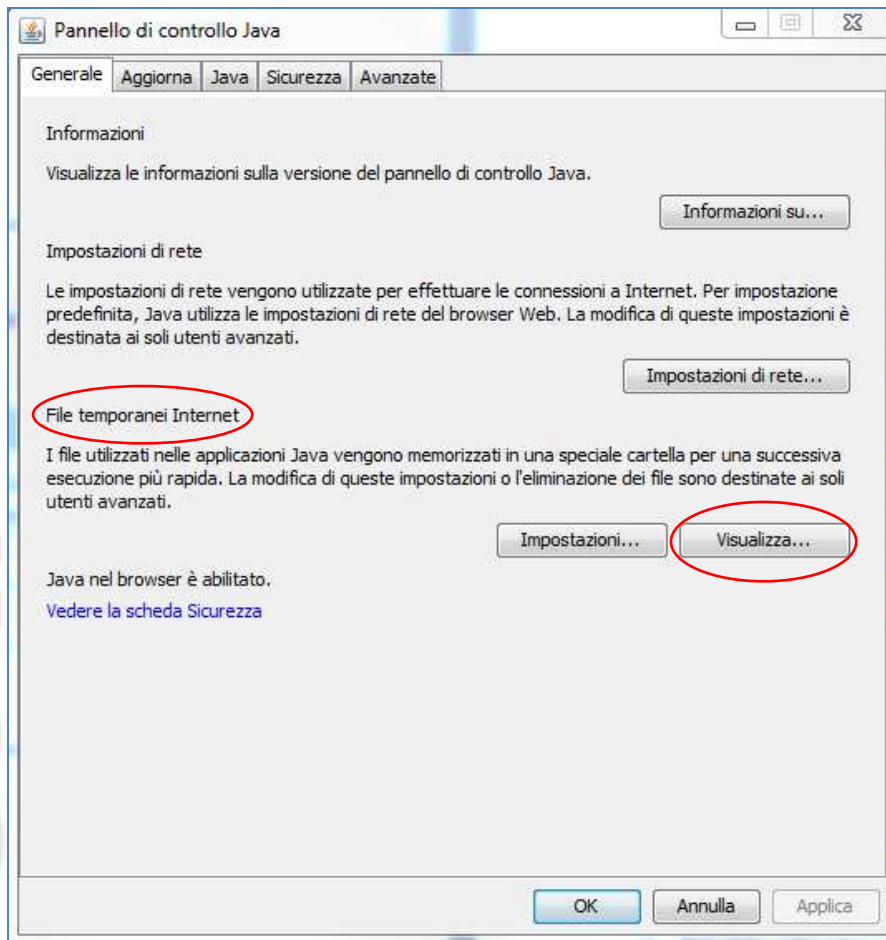 Pannello di controllo Java
Generale Aggiorna Java Sicurezza Avanzate
Informazioni
Visualizza le informazioni sulla versione del pannello di controllo Java.
Informazioni su...
Impostazioni di rete
Le impostazioni di rete vengono utilizzate per effettuare le connessioni a Internet. Per impostazione
predefinita, Java utilizza le impostazioni di rete del browser Web. La modifica di queste impostazioni è
destinata ai soli utenti avanzati.
Impostazioni di rete...
File temporanei Internet
I file utilizzati nelle applicazioni Java vengono memorizzati in una speciale cartella per una successiva
esecuzione più rapida. La modifica di queste impostazioni o l'eliminazione dei file sono destinate ai soli
utenti avanzati.
Impostazioni... Visualizza...
Java nel browser è abilitato.
Vedere la scheda Sicurezza
OK Annulla Applica